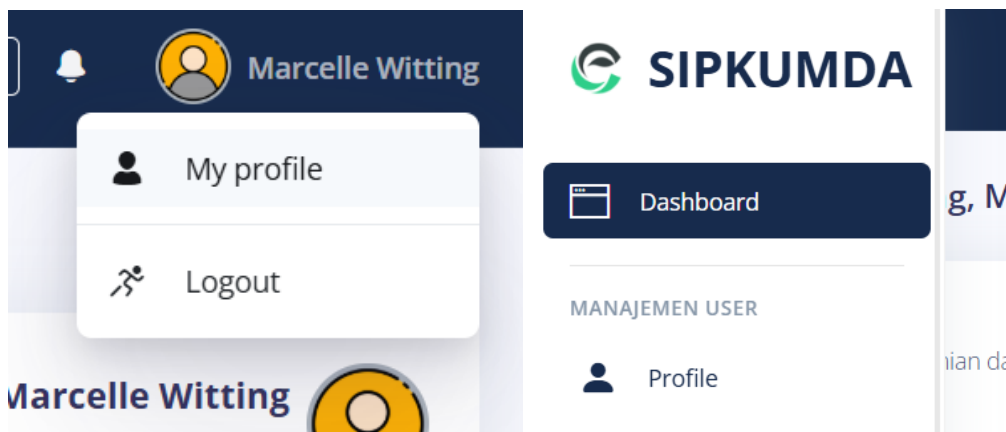 Marcelle Witting
My profile
Logout
Marcelle Witting
SIPKUMDA
Dashboard
g, M
MANAJEMEN USER
nian da
Profile